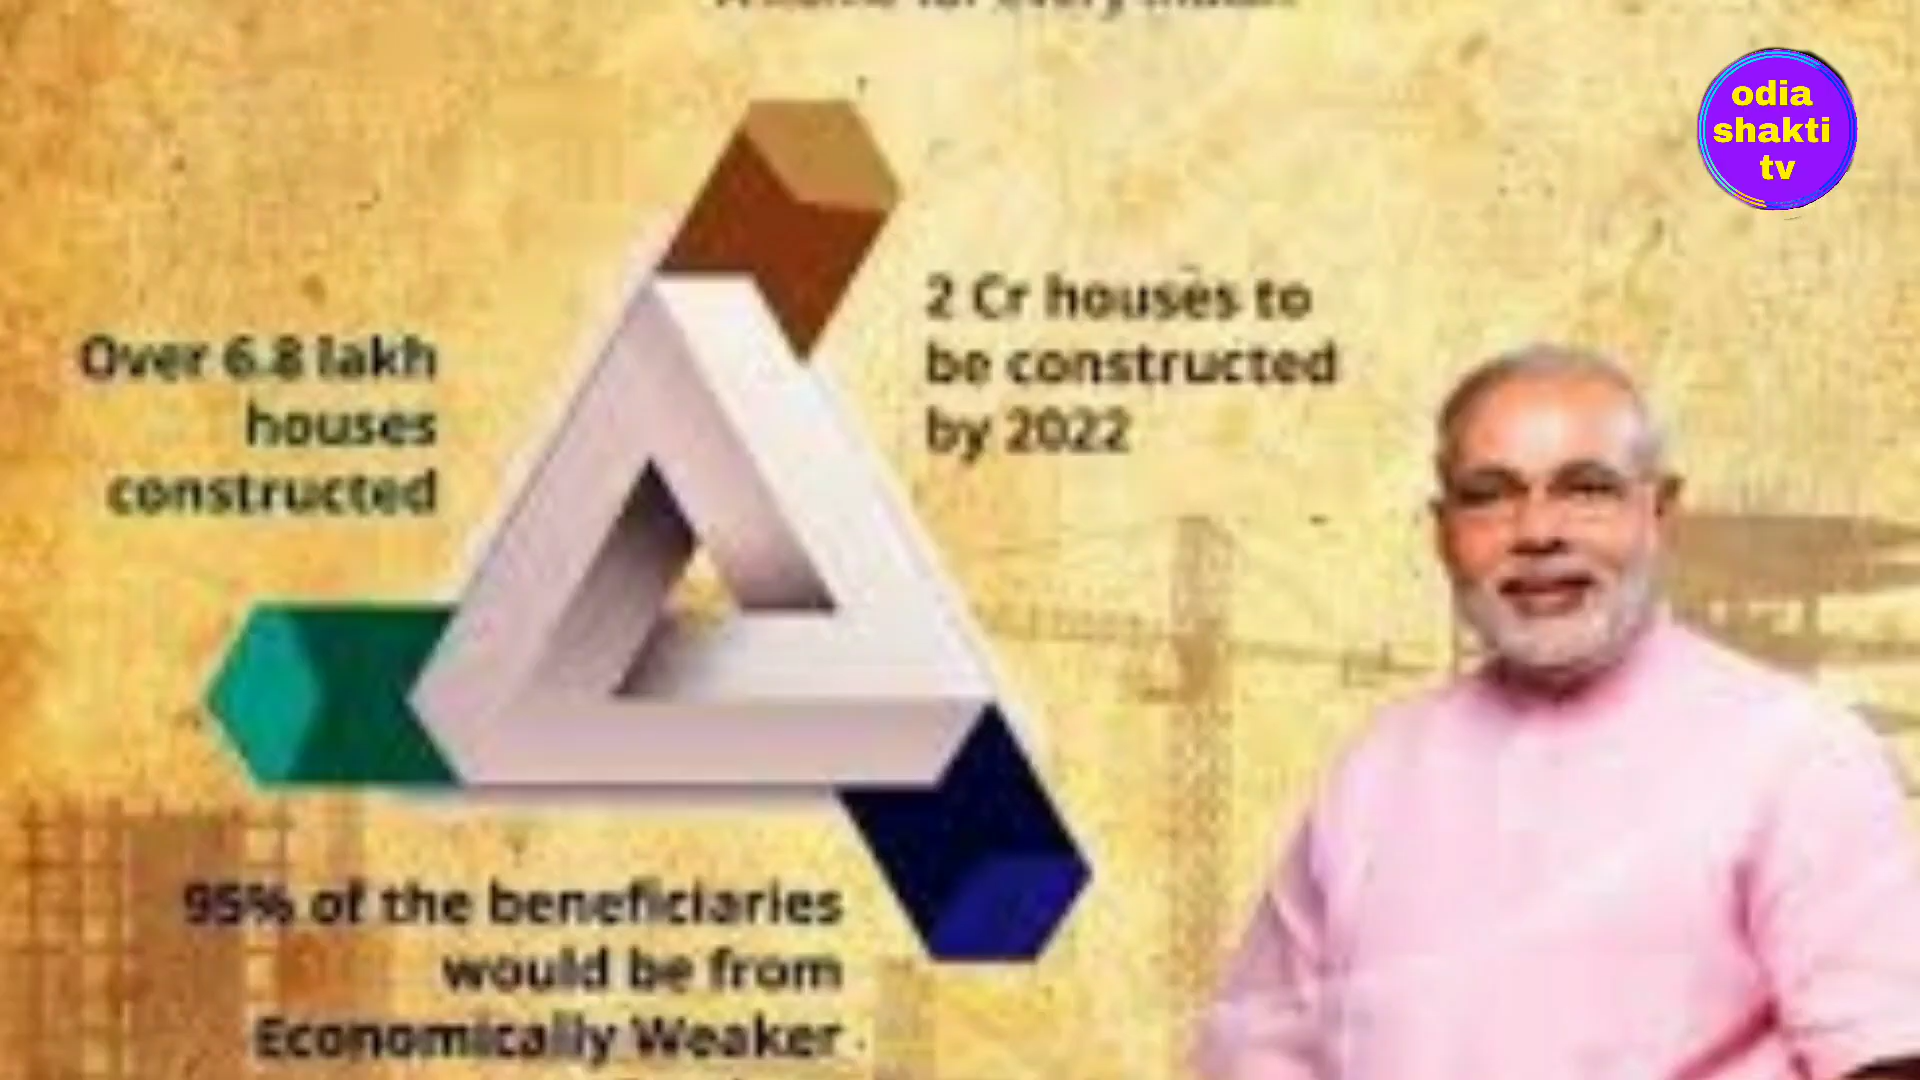 odia
shakti
tv
2 Cr houses to
be constructed
by 2022
Over 6.8 lakh
houses
constructed
95% of the beneficiaries
would be from
Economically Weaker